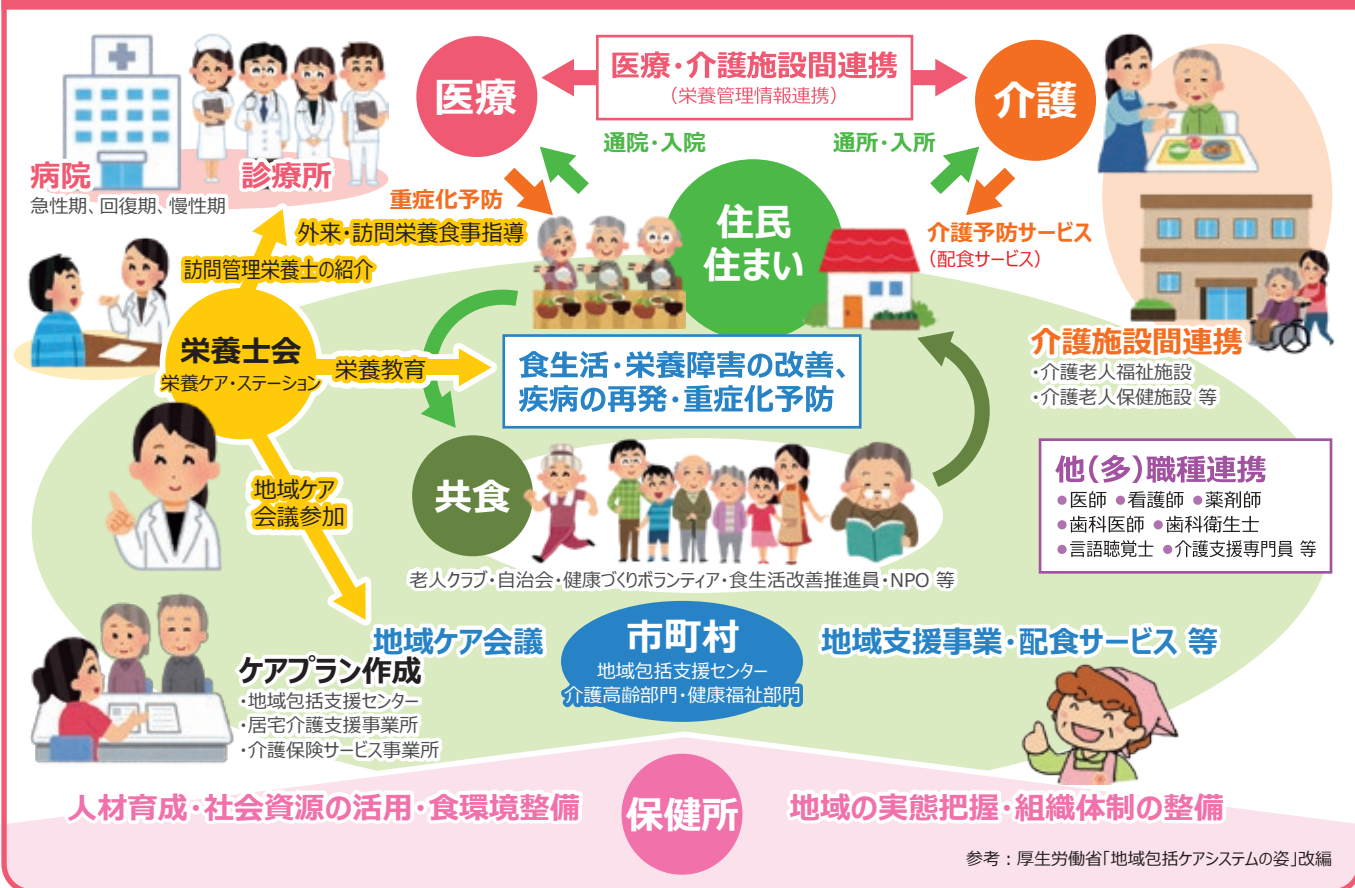 医療
医療・介護施設間連携
(栄養管理情報連携)
介護
通院・入院
通所・入所
病院
診療所
急性期、回復期、慢性期
重症化予防
外来・訪問栄養食事指導
訪問管理栄養士の紹介
住民
住まい
介護予防サービス
(配食サービス)
栄養士会
栄養ケア・ステーション
栄養教育
食生活・栄養障害の改善、
疾病の再発・重症化予防
介護施設間連携
・介護老人福祉施設
・介護老人保健施設 等
共食
他(多)職種連携
●医師 ●看護師 ●薬剤師
●歯科医師 ●歯科衛生士
●言語聴覚士 ●介護支援専門員 等
地域ケア
会議参加
老人クラブ・自治会・健康づくりボランティア・食生活改善推進員・NPO 等
地域ケア会議
市町村
地域包括支援センター
介護高齢部門・健康福祉部門
地域支援事業・配食サービス 等
ケアプラン作成
・地域包括支援センター
・居宅介護支援事業所
・介護保険サービス事業所
人材育成・社会資源の活用・食環境整備
保健所
地域の実態把握・組織体制の整備
参考：厚生労働省「地域包括ケアシステムの姿」改編